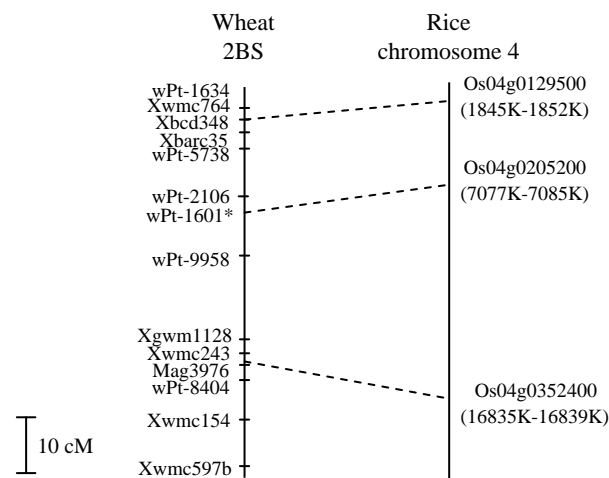 Wheat
2BS
Rice
chromosome 4
wPt-1634
Xwmc764
Xbcd348
Xbarc35
wPt-5738
wPt-2106
wPt-1601*
wPt-9958
Xgwm1128
Xwmc243
Mag3976
wPt-8404
Xwmc154
Xwmc597b
Os04g0129500
(1845K-1852K)
Os04g0205200
(7077K-7085K)
Os04g0352400
(16835K-16839K)
10 cM